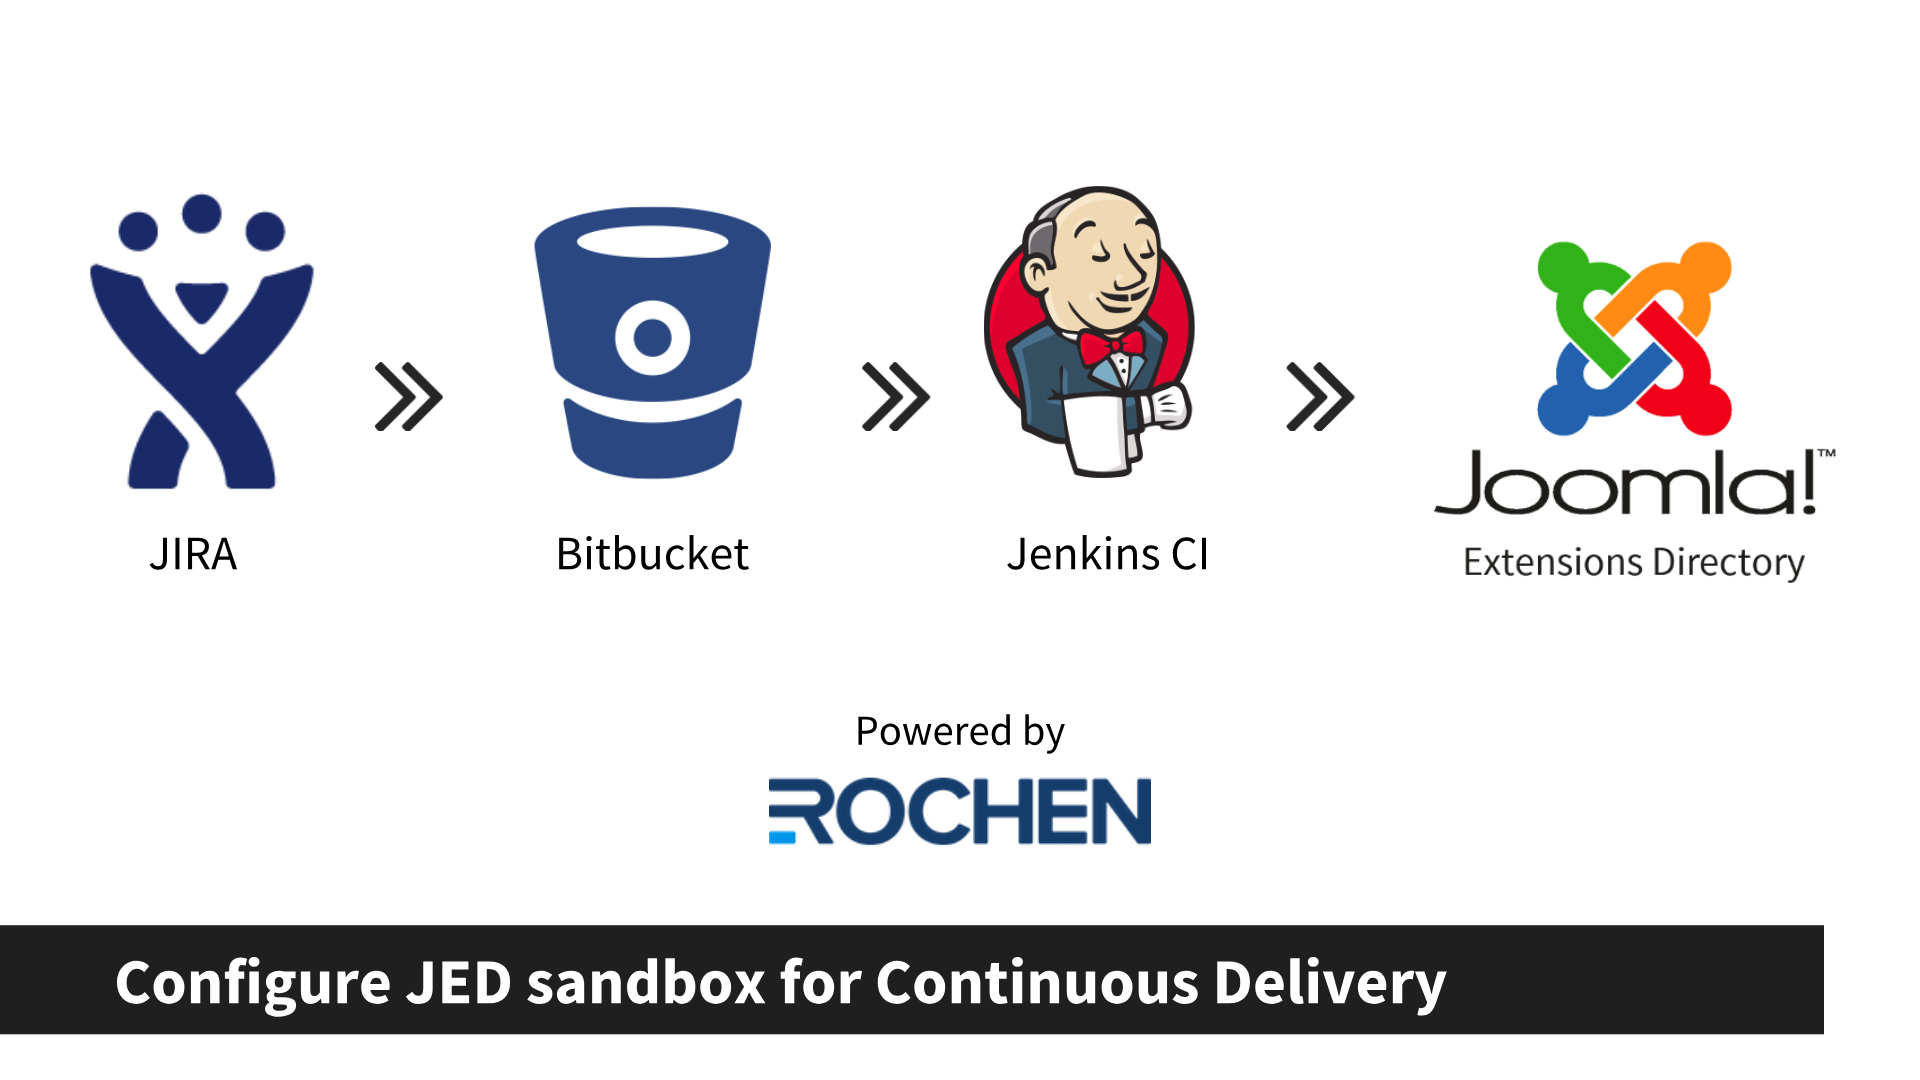 JIRA
Bitbucket
Jenkins CI
Joomla!™
Extensions Directory
Powered by
ROCHEN
Configure JED sandbox for Continuous Delivery